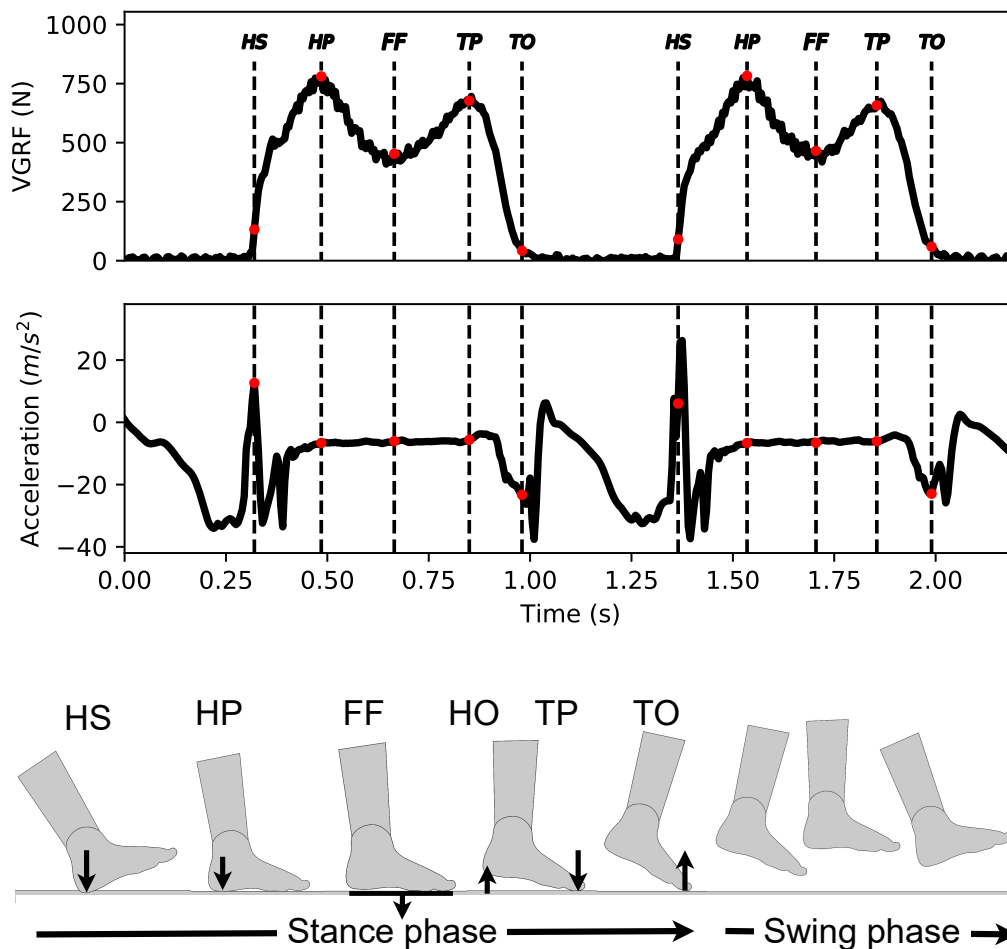 HS HP FF TP TO HS HP FF TP TO
1000
750
500
250
0
VGRF (N)
20
0
−20
−40
Acceleration (m/s²)
0.00 0.25 0.50 0.75 1.00 1.25 1.50 1.75 2.00
Time (s)
HS HP FF HO TP TO
Stance phase Swing phase